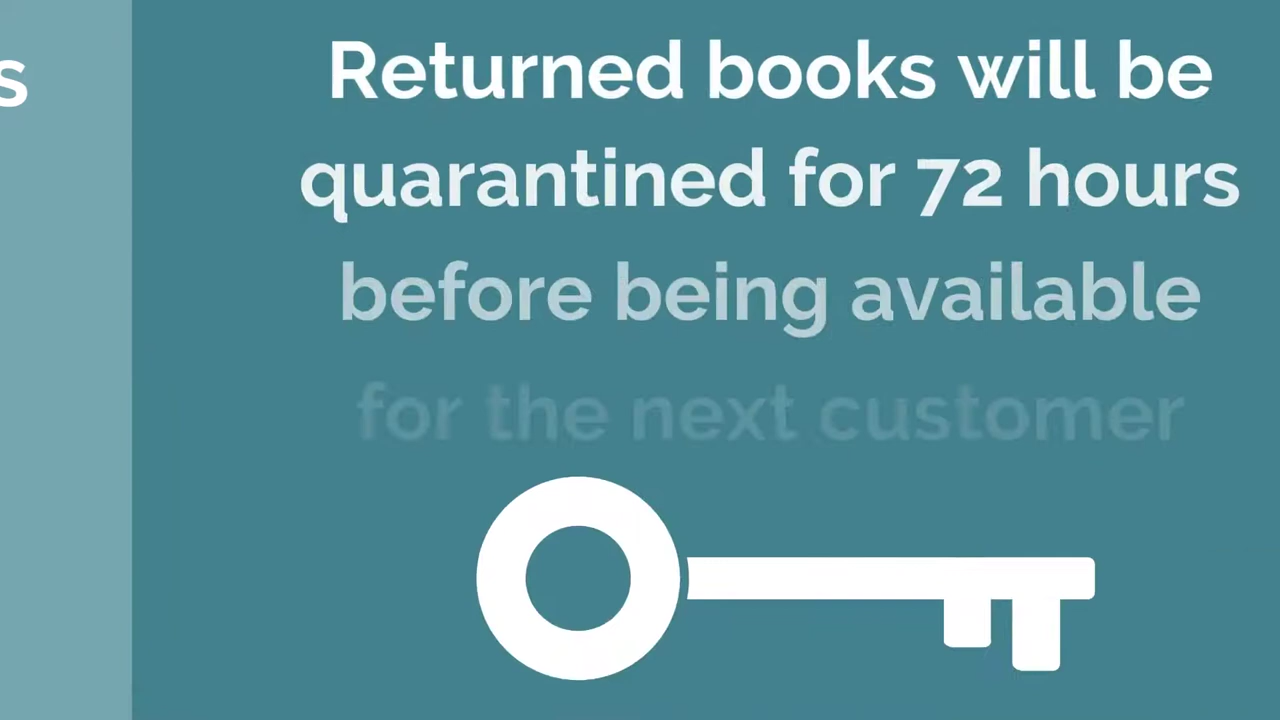 s
Returned books will be
quarantined for 72 hours
before being available
for the next customer